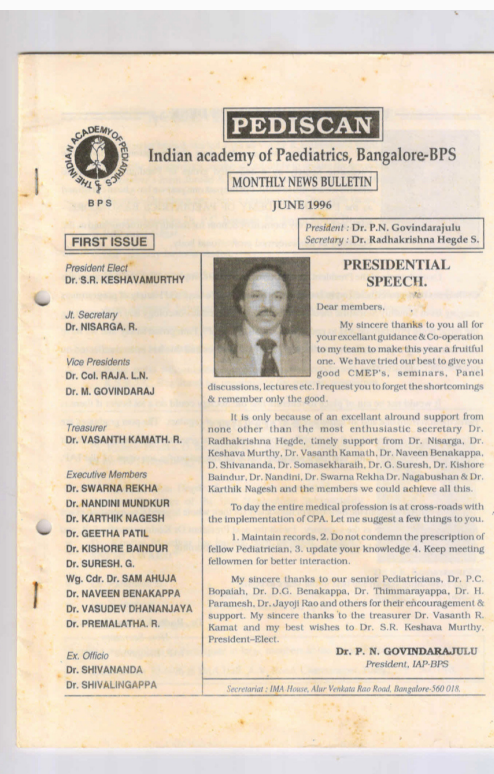 THE INDIAN ACADEMY OF PEDIATRICS
BPS
PEDISCAN
Indian academy of Paediatrics, Bangalore-BPS
MONTHLY NEWS BULLETIN
JUNE 1996
President : Dr. P.N. Govindarajulu
Secretary : Dr. Radhakrishna Hegde S.
FIRST ISSUE
President Elect
Dr. S.R. KESHAVAMURTHY
Jt. Secretary
Dr. NISARGA. R.
Vice Presidents
Dr. Col. RAJA. L.N.
Dr. M. GOVINDARAJ
Treasurer
Dr. VASANTH KAMATH. R.
Executive Members
Dr. SWARNA REKHA
Dr. NANDINI MUNDKUR
Dr. KARTHIK NAGESH
Dr. GEETHA PATIL
Dr. KISHORE BAINDUR
Dr. SURESH. G.
Wg. Cdr. Dr. SAM AHUJA
Dr. NAVEEN BENAKAPPA
Dr. VASUDEV DHANANJAYA
Dr. PREMALATHA. R.
Ex. Officio
Dr. SHIVANANDA
Dr. SHIVALINGAPPA
PRESIDENTIAL
SPEECH.
Dear members,
My sincere thanks to you all for
your excellent guidance & Co-operation
to my team to make this year a fruitful
one. We have tried our best to give you
good CMEP's, seminars, Panel
discussions, lectures etc. I request you to forget the shortcomings
& remember only the good.
It is only because of an excellent alround support from
none other than the most enthusiastic secretary Dr.
Radhakrishna Hegde, timely support from Dr. Nisarga, Dr.
Keshava Murthy, Dr. Vasanth Kamath, Dr. Naveen Benakappa,
D. Shivananda, Dr. Somasekharaih, Dr. G. Suresh, Dr. Kishore
Baindur, Dr. Nandini, Dr. Swarna Rekha Dr. Nagabushan & Dr.
Karthik Nagesh and the members we could achieve all this.
To day the entire medical profession is at cross-roads with
the implementation of CPA. Let me suggest a few things to you.
1. Maintain records, 2. Do not condemn the prescription of
fellow Pediatrician, 3. update your knowledge 4. Keep meeting
fellowmen for better interaction.
My sincere thanks to our senior Pediatricians, Dr. P.C.
Bopaiah, Dr. D.G. Benakappa, Dr. Thimmarayappa, Dr. H.
Paramesh, Dr. Jayoji Rao and others for their encouragement &
support. My sincere thanks to the treasurer Dr. Vasanth R.
Kamat and my best wishes to Dr. S.R. Keshava Murthy,
President-Elect.
Dr. P. N. GOVINDARAJULU
President, IAP-BPS
Secretariat : IMA House, Alur Venkata Rao Road, Bangalore-560 018.